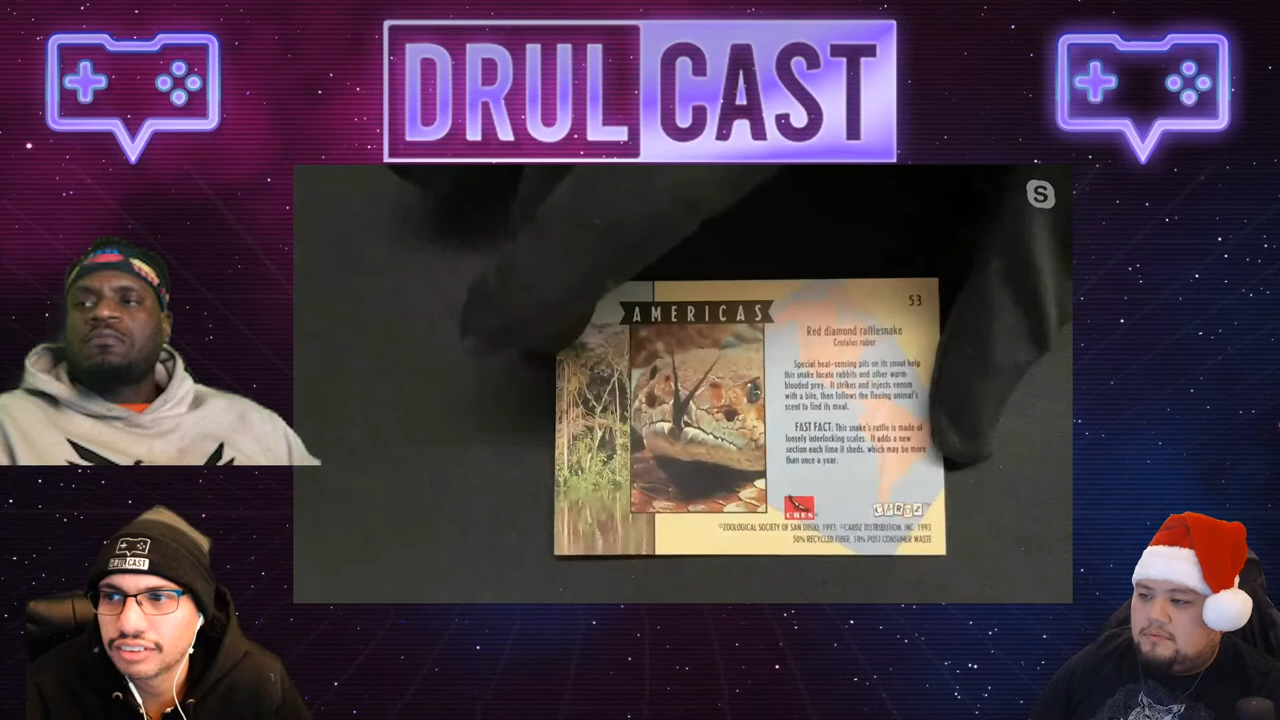 DRUL CAST
S
AMERICAS
53
Red diamond rattlesnake
Crotalus ruber
Special heat-sensing pits on its snout help
this snake locate rabbits and other warm-
blooded prey. It strikes and injects venom
with a bite, then follows the fleeing animal's
scent to find its meal.
FAST FACT: This snake's rattle is made of
loosely interlocking scales. It adds a new
section each time it sheds, which may be more
than once a year.
CRES
CARDZ
©ZOOLOGICAL SOCIETY OF SAN DIEGO, 1993. ©CARDZ DISTRIBUTION, INC. 1993
50% RECYCLED FIBER, 10% POST-CONSUMER WASTE
DRULCAST